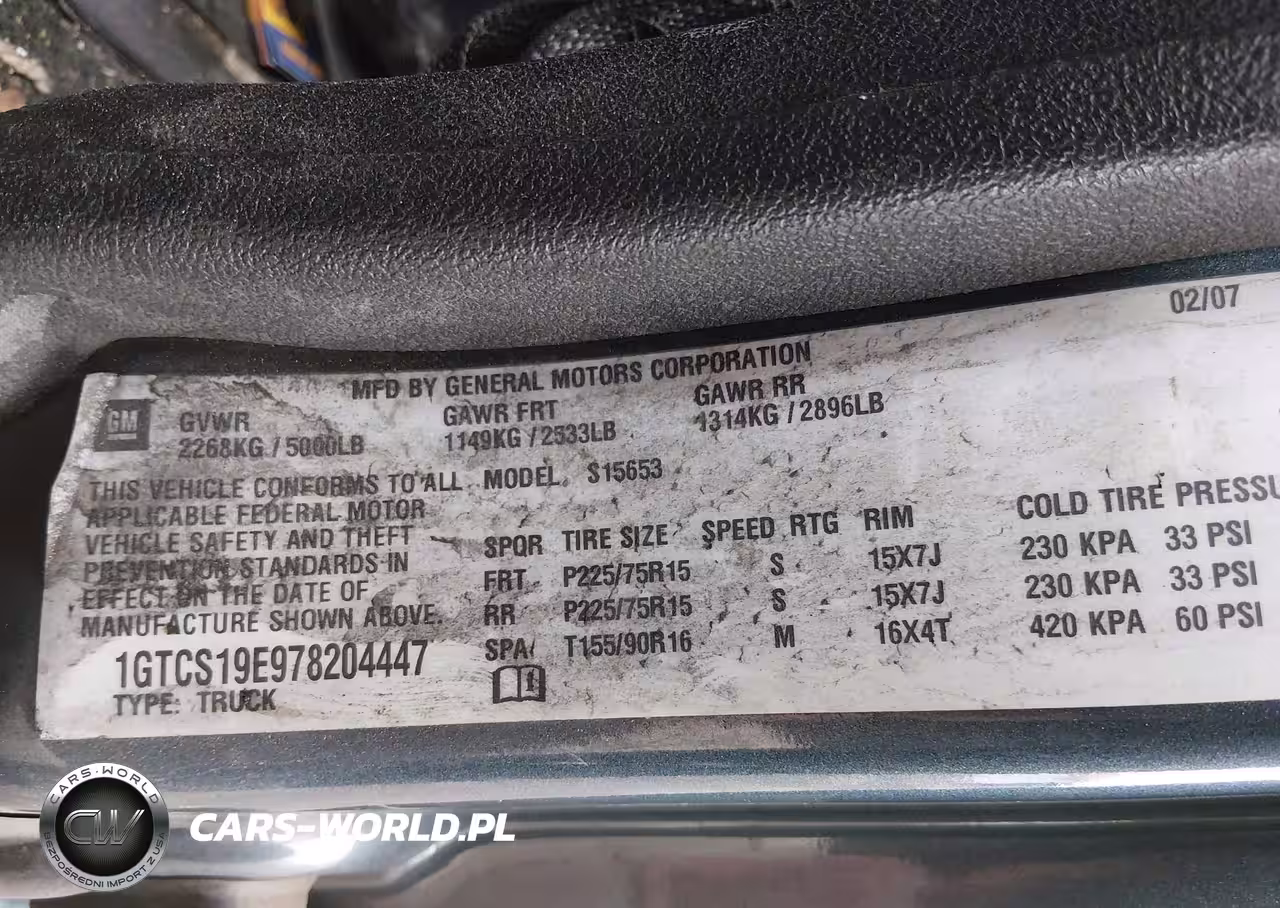 02/07
MFD BY GENERAL MOTORS CORPORATION
GM
GVWR GAWR FRT GAWR RR
2268KG / 5000LB 1149KG / 2533LB 1314KG / 2896LB
THIS VEHICLE CONFORMS TO ALL MODEL S15653
APPLICABLE FEDERAL MOTOR
VEHICLE SAFETY AND THEFT
PREVENTION STANDARDS IN
EFFECT ON THE DATE OF
MANUFACTURE SHOWN ABOVE.
1GTCS19E978204447
TYPE: TRUCK
TIRE SIZE SPEED RTG RIM COLD TIRE PRESSU
FRT P225/75R15 S 15X7J 230 KPA 33 PSI
RR P225/75R15 S 15X7J 230 KPA 33 PSI
SPA T155/90R16 M 16X4T 420 KPA 60 PSI
CARS-WORLD
CW
BEZPOŚREDNI IMPORT Z USA
CARS-WORLD.PL